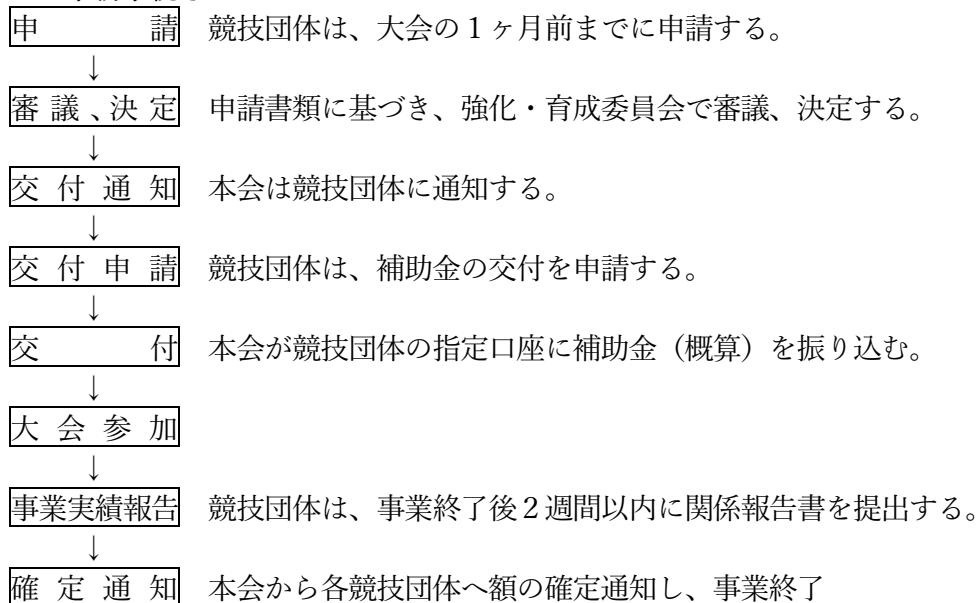 申請 競技団体は、大会の１ヶ月前までに申請する。
↓
審議、決定 申請書類に基づき、強化・育成委員会で審議、決定する。
↓
交付通知 本会は競技団体に通知する。
↓
交付申請 競技団体は、補助金の交付を申請する。
↓
交付 本会が競技団体の指定口座に補助金（概算）を振り込む。
↓
大会参加
↓
事業実績報告 競技団体は、事業終了後２週間以内に関係報告書を提出する。
↓
確定通知 本会から各競技団体へ額の確定通知し、事業終了